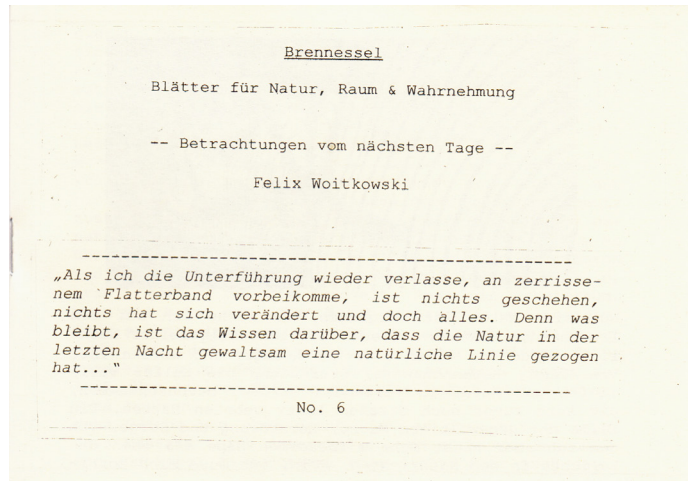 Brennessel
Blätter für Natur, Raum & Wahrnehmung
-- Betrachtungen vom nächsten Tage --
Felix Woitkowski
„Als ich die Unterführung wieder verlasse, an zerrisse-
nem Flatterband vorbeikomme, ist nichts geschehen,
nichts hat sich verändert und doch alles. Denn was
bleibt, ist das Wissen darüber, dass die Natur in der
letzten Nacht gewaltsam eine natürliche Linie gezogen
hat..."
No. 6